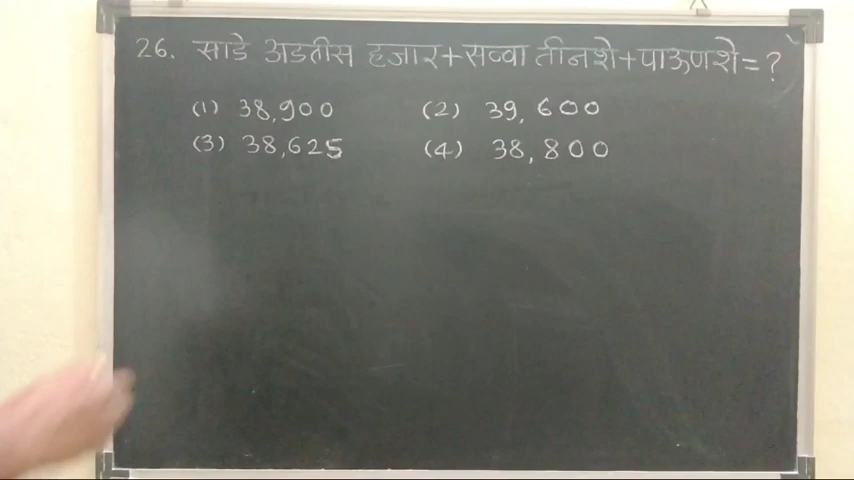 26. साडे अडतीस हजार+सव्वा तीनशे+पाऊणशे=?
(1) 38,900 (2) 39,600
(3) 38,625 (4) 38,800